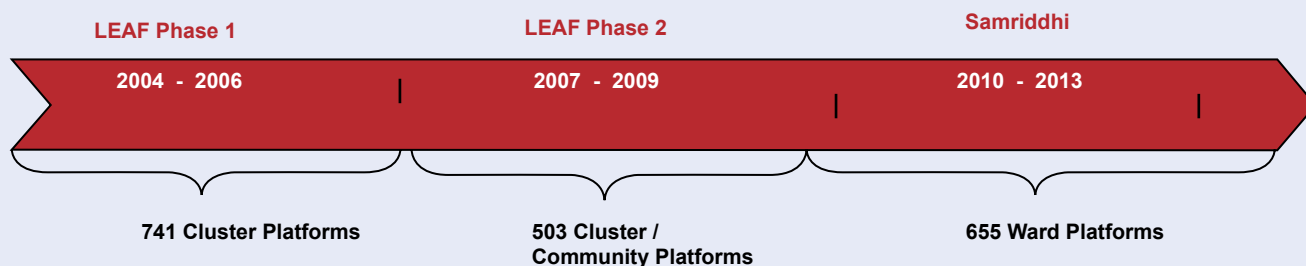 LEAF Phase 1
LEAF Phase 2
Samriddhi
2004 - 2006
2007 - 2009
2010 - 2013
741 Cluster Platforms
503 Cluster /
Community Platforms
655 Ward Platforms